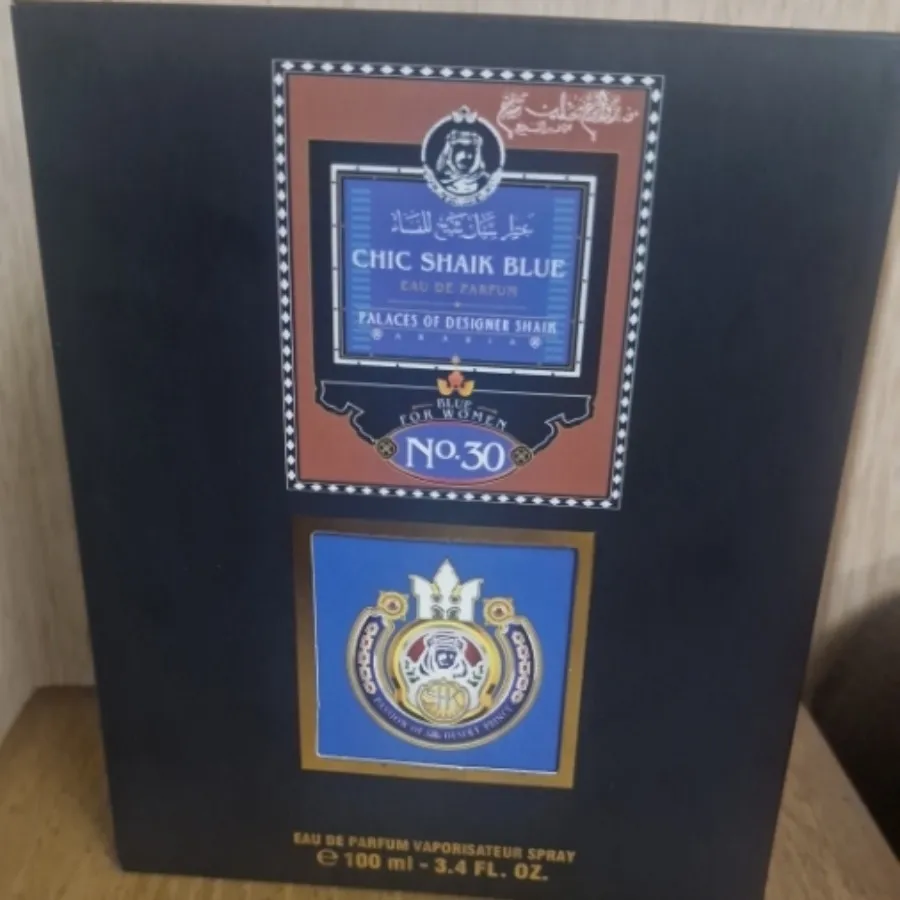 CHIC SHAIK BLUE
EAU DE PARFUM
PALACES OF DESIGNER SHAIK
ARABIA
BLUE
FOR WOMEN
No.30
EAU DE PARFUM VAPORISATEUR SPRAY
℮ 100 ml - 3.4 FL. OZ.